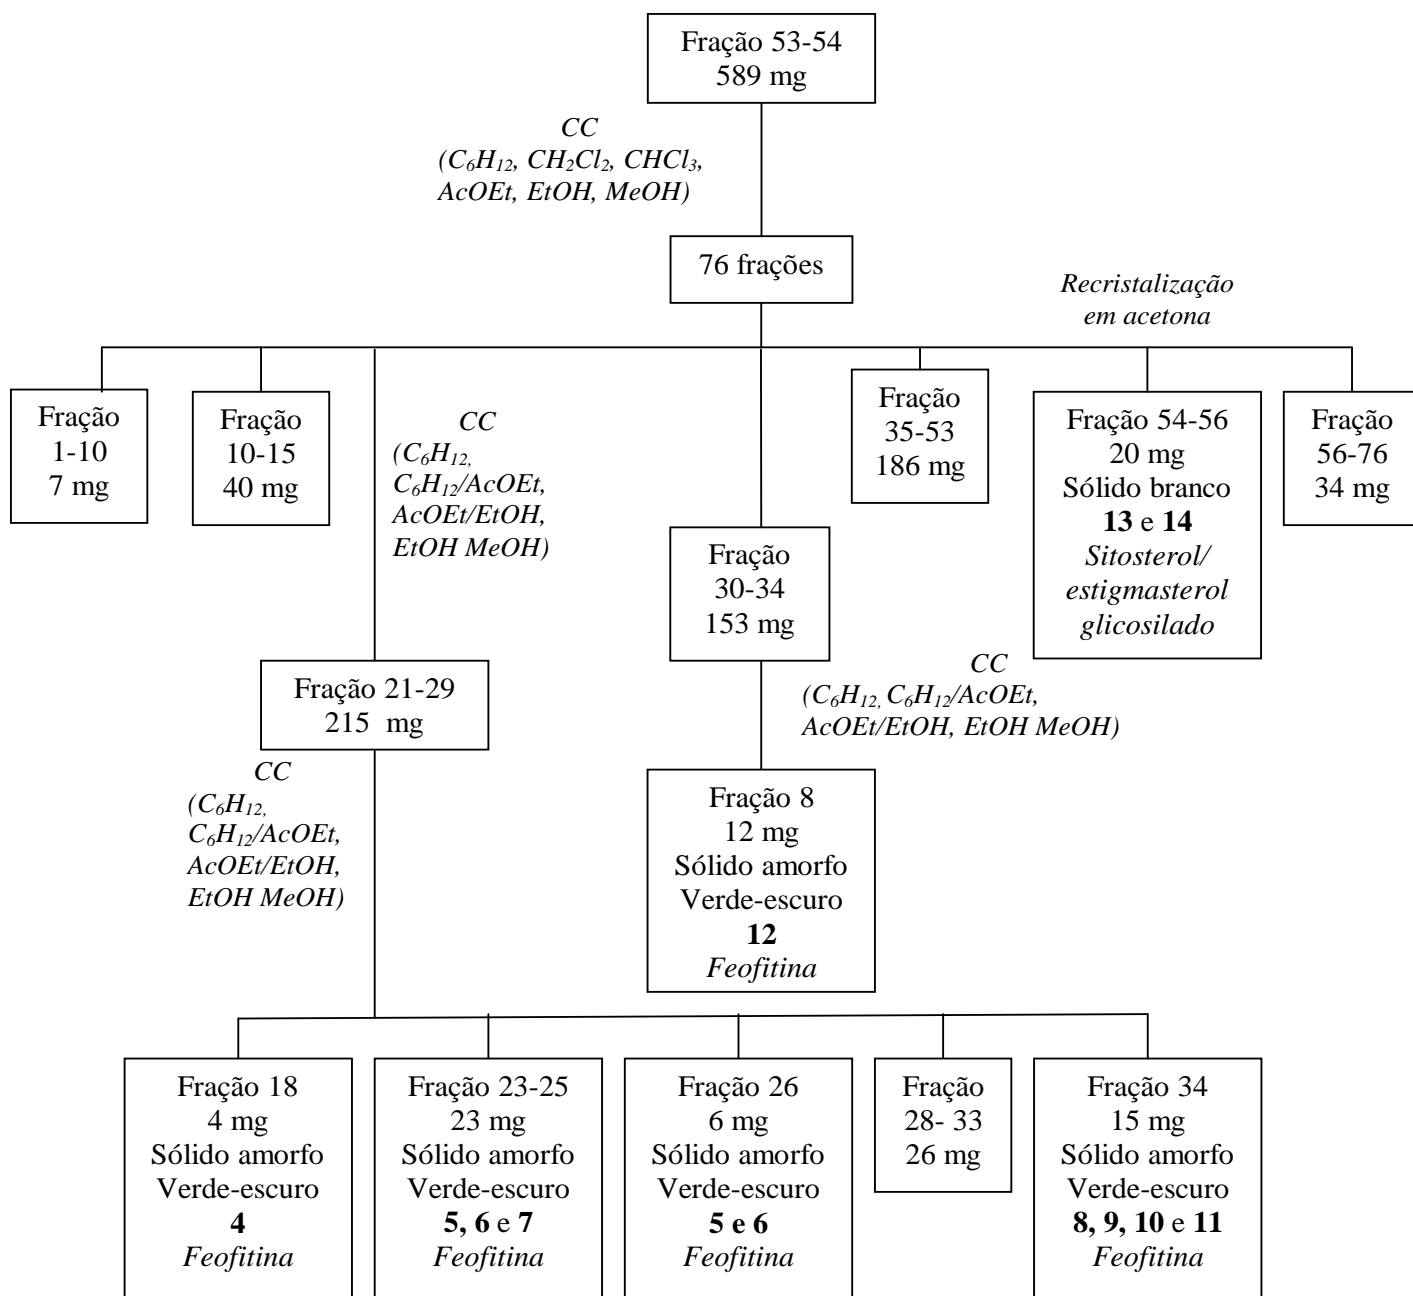 Fração 53-54
589 mg
CC
(C₆H₁₂, CH₂Cl₂, CHCl₃,
AcOEt, EtOH, MeOH)
76 frações
Recristalização
em acetona
Fração
1-10
7 mg
Fração
10-15
40 mg
CC
(C₆H₁₂,
C₆H₁₂/AcOEt,
AcOEt/EtOH,
EtOH MeOH)
Fração
35-53
186 mg
Fração 54-56
20 mg
Sólido branco
13 e 14
Sitosterol/
estigmasterol
glicosilado
Fração
56-76
34 mg
Fração
30-34
153 mg
Fração 21-29
215 mg
CC
(C₆H₁₂, C₆H₁₂/AcOEt,
AcOEt/EtOH, EtOH MeOH)
CC
(C₆H₁₂,
C₆H₁₂/AcOEt,
AcOEt/EtOH,
EtOH MeOH)
Fração 8
12 mg
Sólido amorfo
Verde-escuro
12
Feofitina
Fração 18
4 mg
Sólido amorfo
Verde-escuro
4
Feofitina
Fração 23-25
23 mg
Sólido amorfo
Verde-escuro
5, 6 e 7
Feofitina
Fração 26
6 mg
Sólido amorfo
Verde-escuro
5 e 6
Feofitina
Fração
28- 33
26 mg
Fração 34
15 mg
Sólido amorfo
Verde-escuro
8, 9, 10 e 11
Feofitina